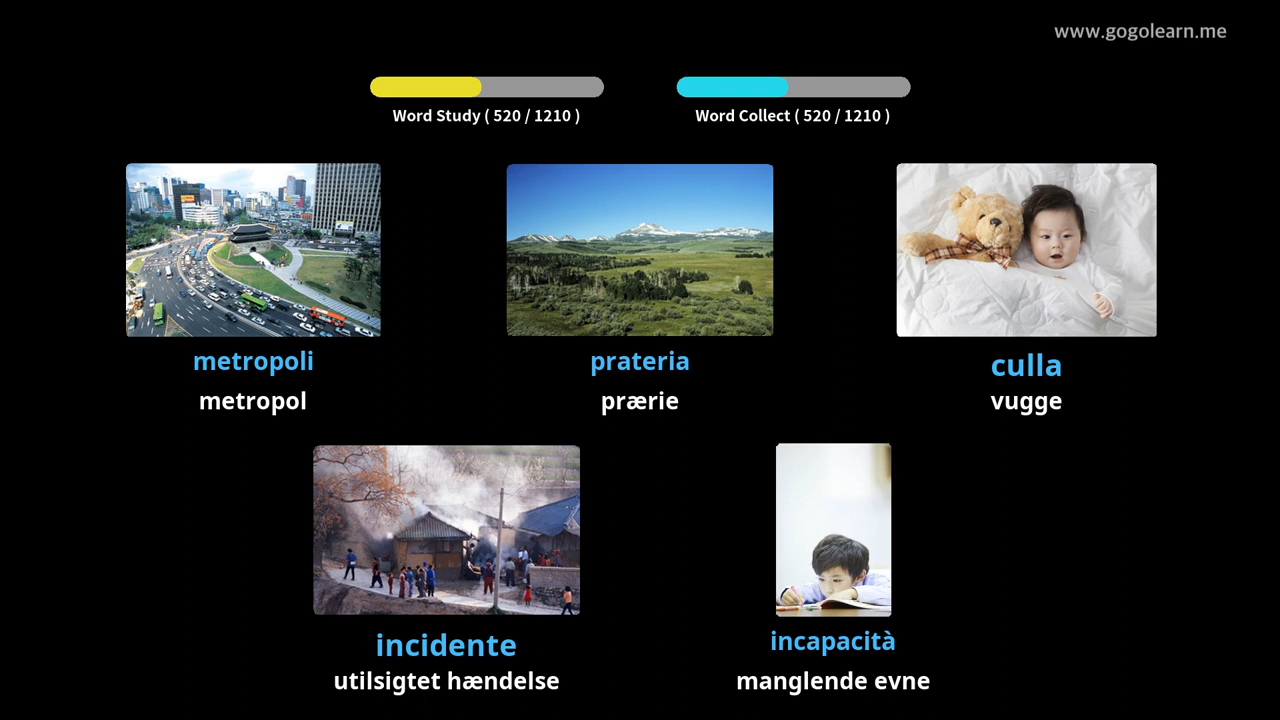 www.gogolearn.me
Word Study ( 520 / 1210 )
Word Collect ( 520 / 1210 )
metropoli
metropol
prateria
prærie
culla
vugge
incidente
utilsigtet hændelse
incapacità
manglende evne